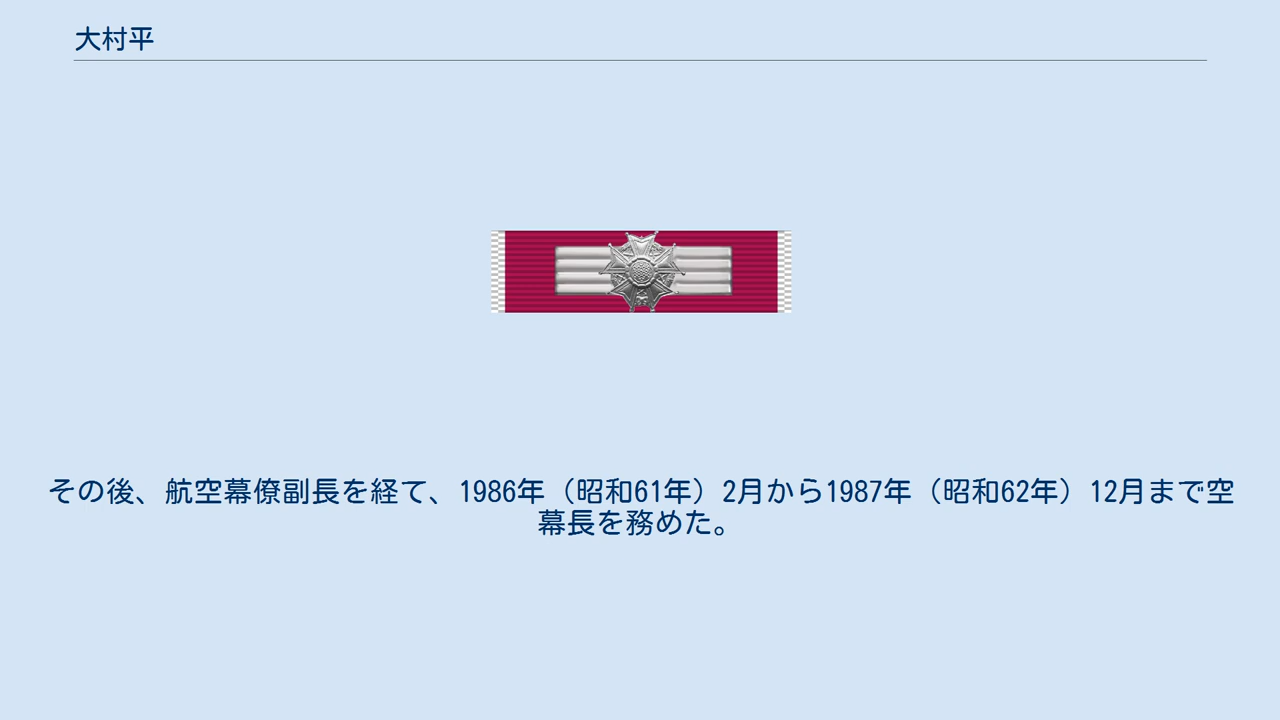 大村平
その後、航空幕僚副長を経て、1986年（昭和61年）2月から1987年（昭和62年）12月まで空
幕長を務めた。